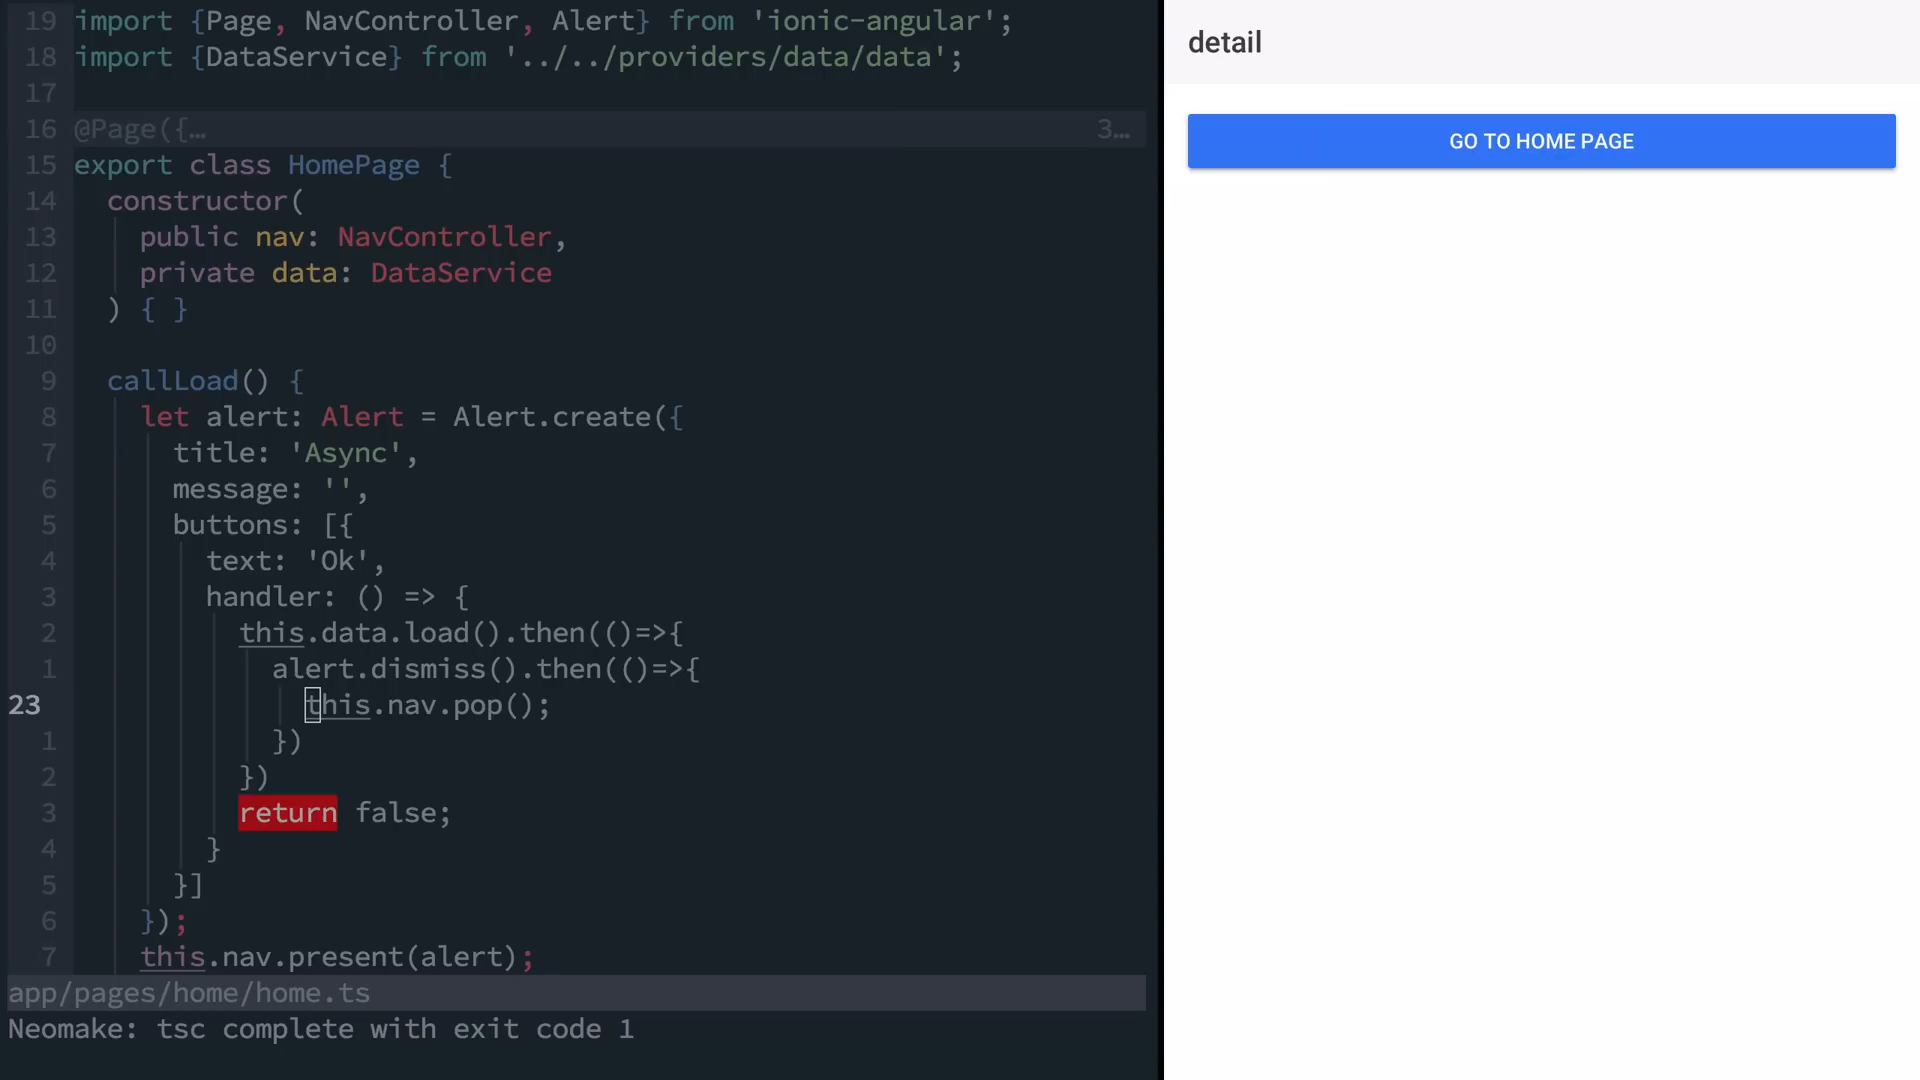 19 import {Page, NavController, Alert} from 'ionic-angular';
18 import {DataService} from '../../providers/data/data';
17
16 @Page({… 3…
15 export class HomePage {
14 constructor(
13 public nav: NavController,
12 private data: DataService
11 ) { }
10
9 callLoad() {
8 let alert: Alert = Alert.create({
7 title: 'Async',
6 message: '',
5 buttons: [{
4 text: 'Ok',
3 handler: () => {
2 this.data.load().then(()=>{
1 alert.dismiss().then(()=>{
23 this.nav.pop();
1 })
2 })
3 return false;
4 }
5 }]
6 });
7 this.nav.present(alert);
app/pages/home/home.ts
Neomake: tsc complete with exit code 1
detail
GO TO HOME PAGE